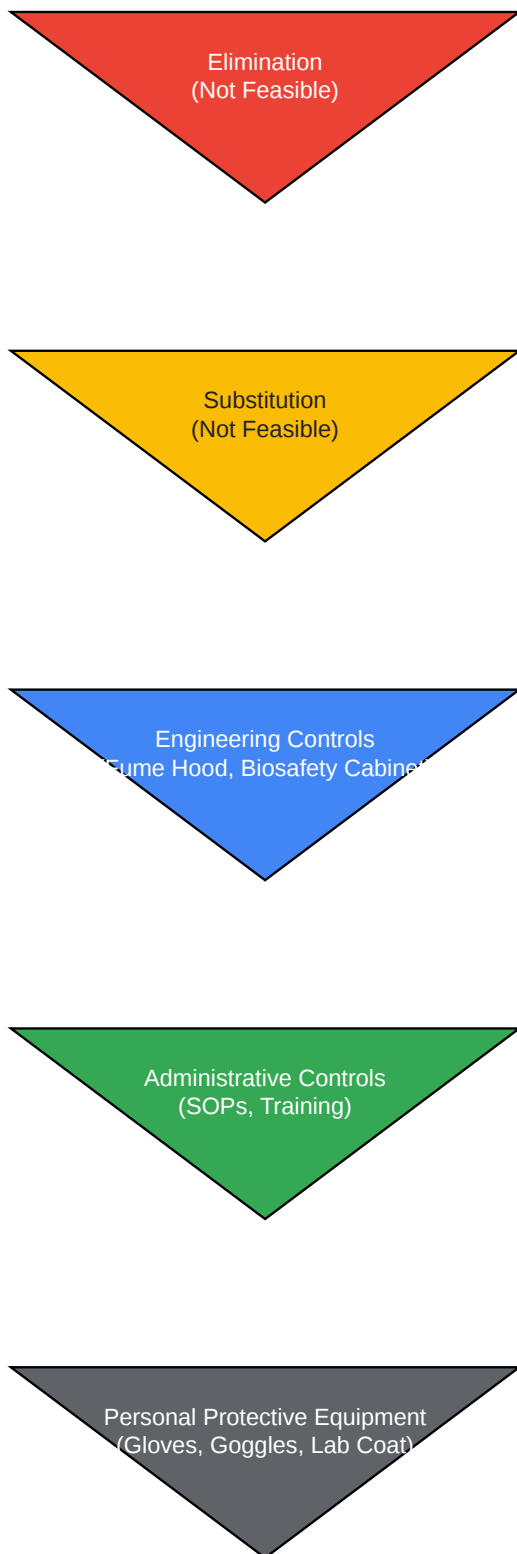 Elimination
(Not Feasible)
Substitution
(Not Feasible)
Engineering Controls
(Fume Hood, Biosafety Cabinet)
Administrative Controls
(SOPs, Training)
Personal Protective Equipment
(Gloves, Goggles, Lab Coat)